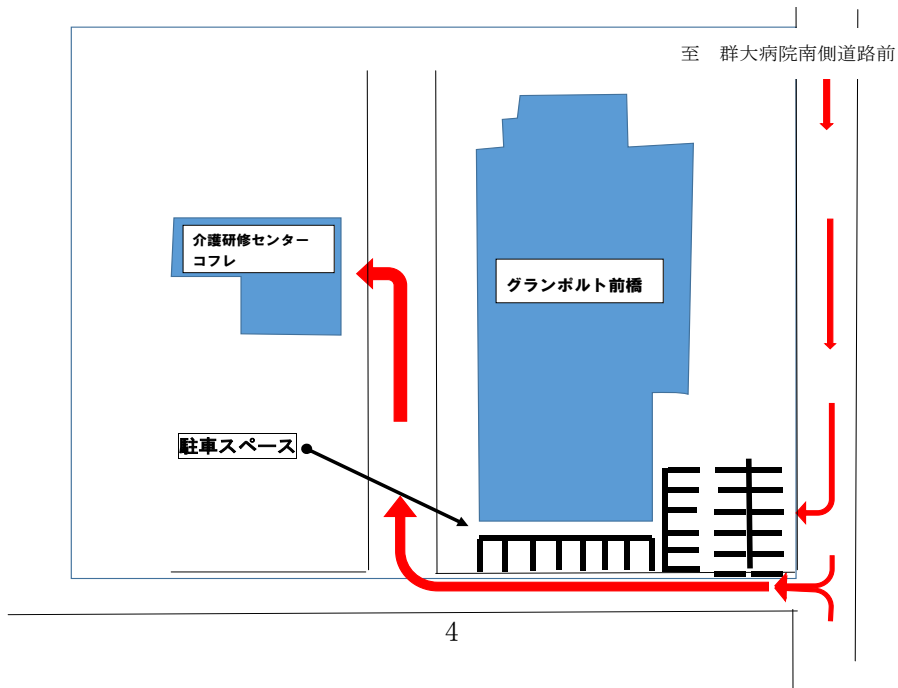 至　群大病院南側道路前
介護研修センター
コフレ
グランポルト前橋
駐車スペース
4